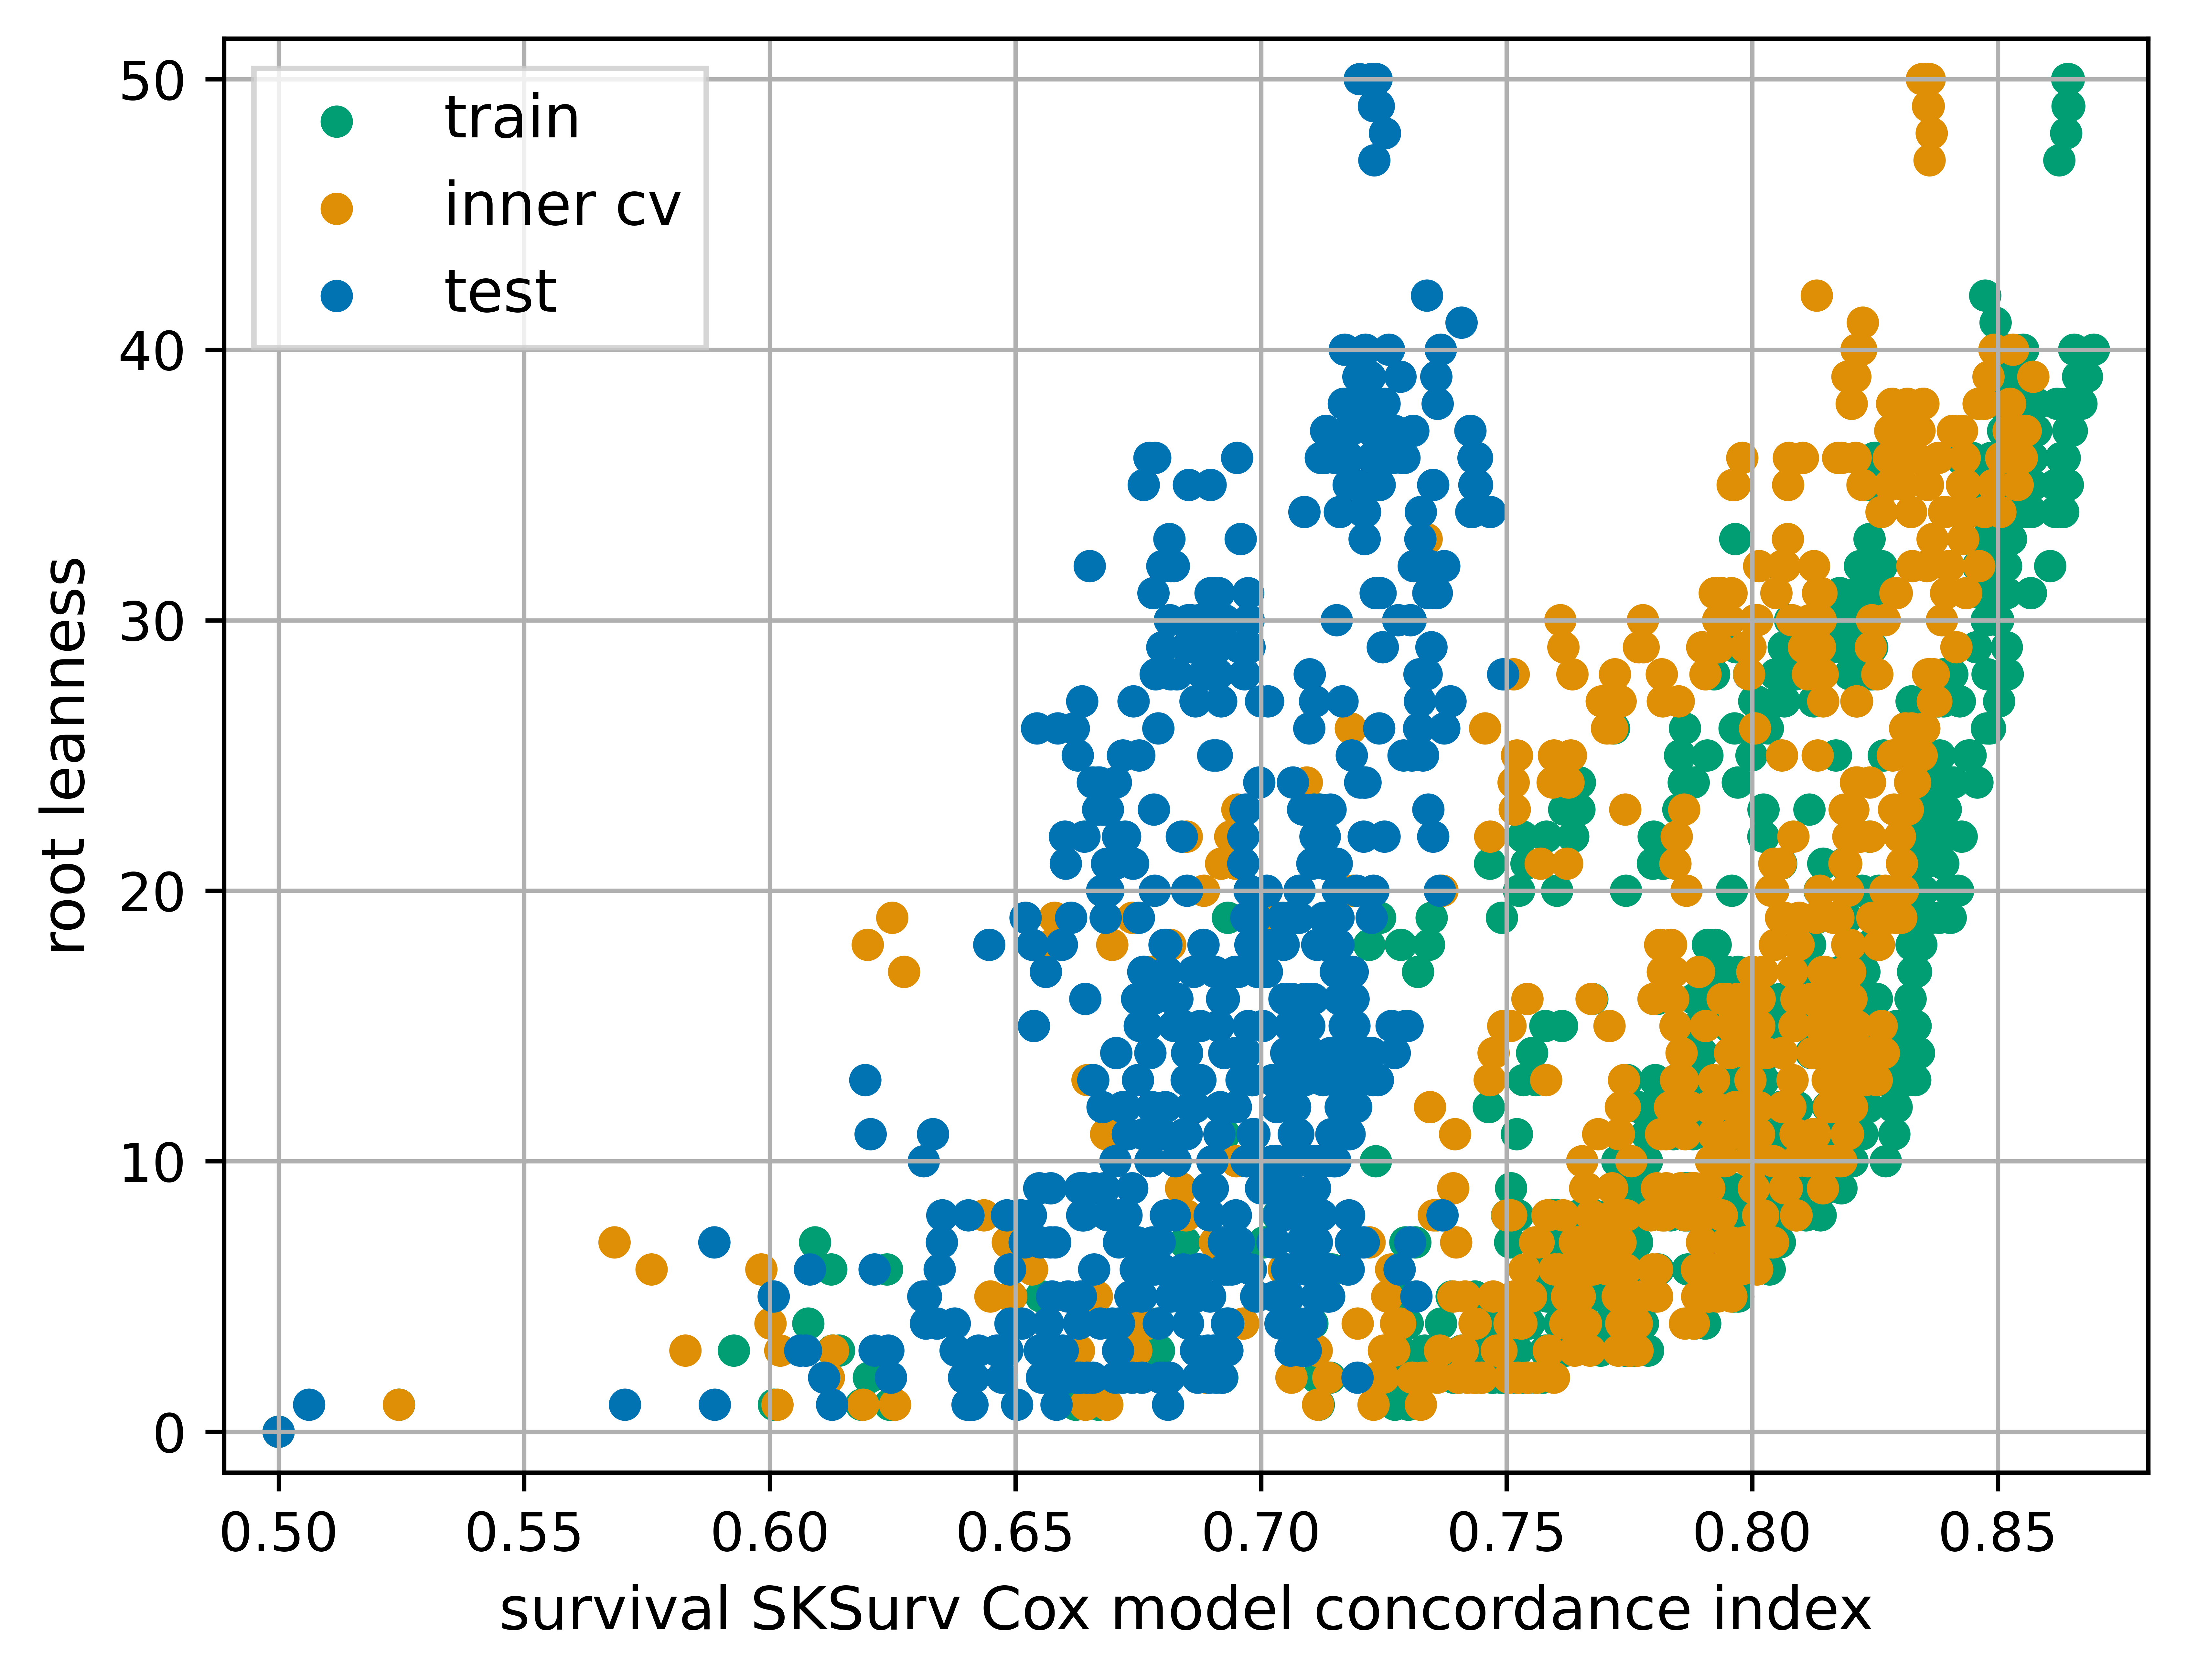 train
inner cv
test
root leanness
50
40
30
20
10
0
0.50 0.55 0.60 0.65 0.70 0.75 0.80 0.85
survival SKSurv Cox model concordance index